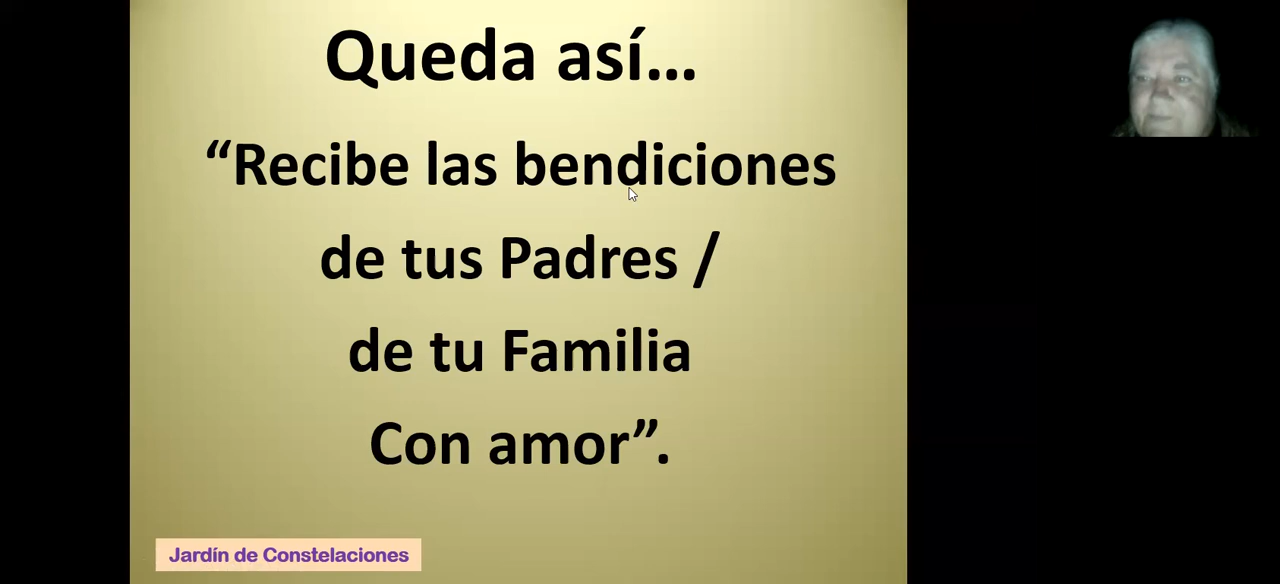 Queda así...
“Recibe las bendiciones
de tus Padres /
de tu Familia
Con amor”.
Jardín de Constelaciones